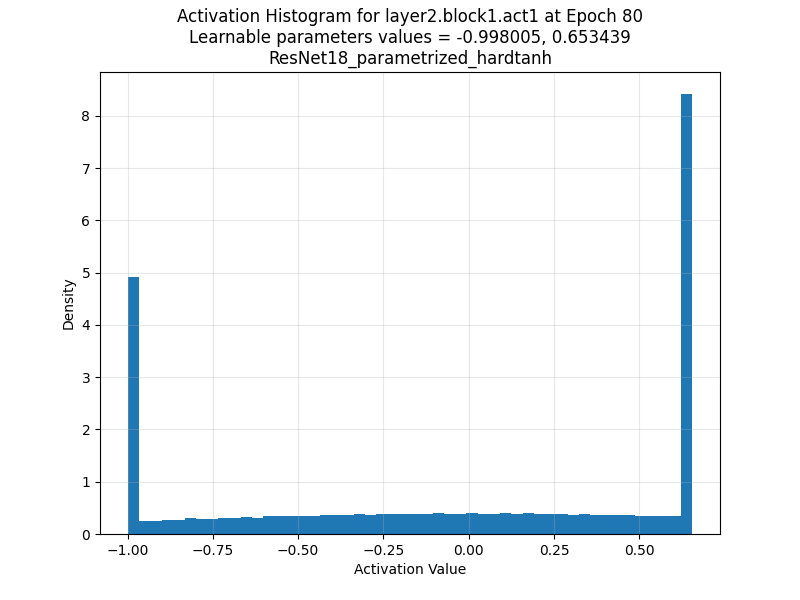 Activation Histogram for layer2.block1.act1 at Epoch 80
Learnable parameters values = -0.998005, 0.653439
ResNet18_parametrized_hardtanh
8
7
6
5
4
3
2
1
0
Density
−1.00 −0.75 −0.50 −0.25 0.00 0.25 0.50
Activation Value